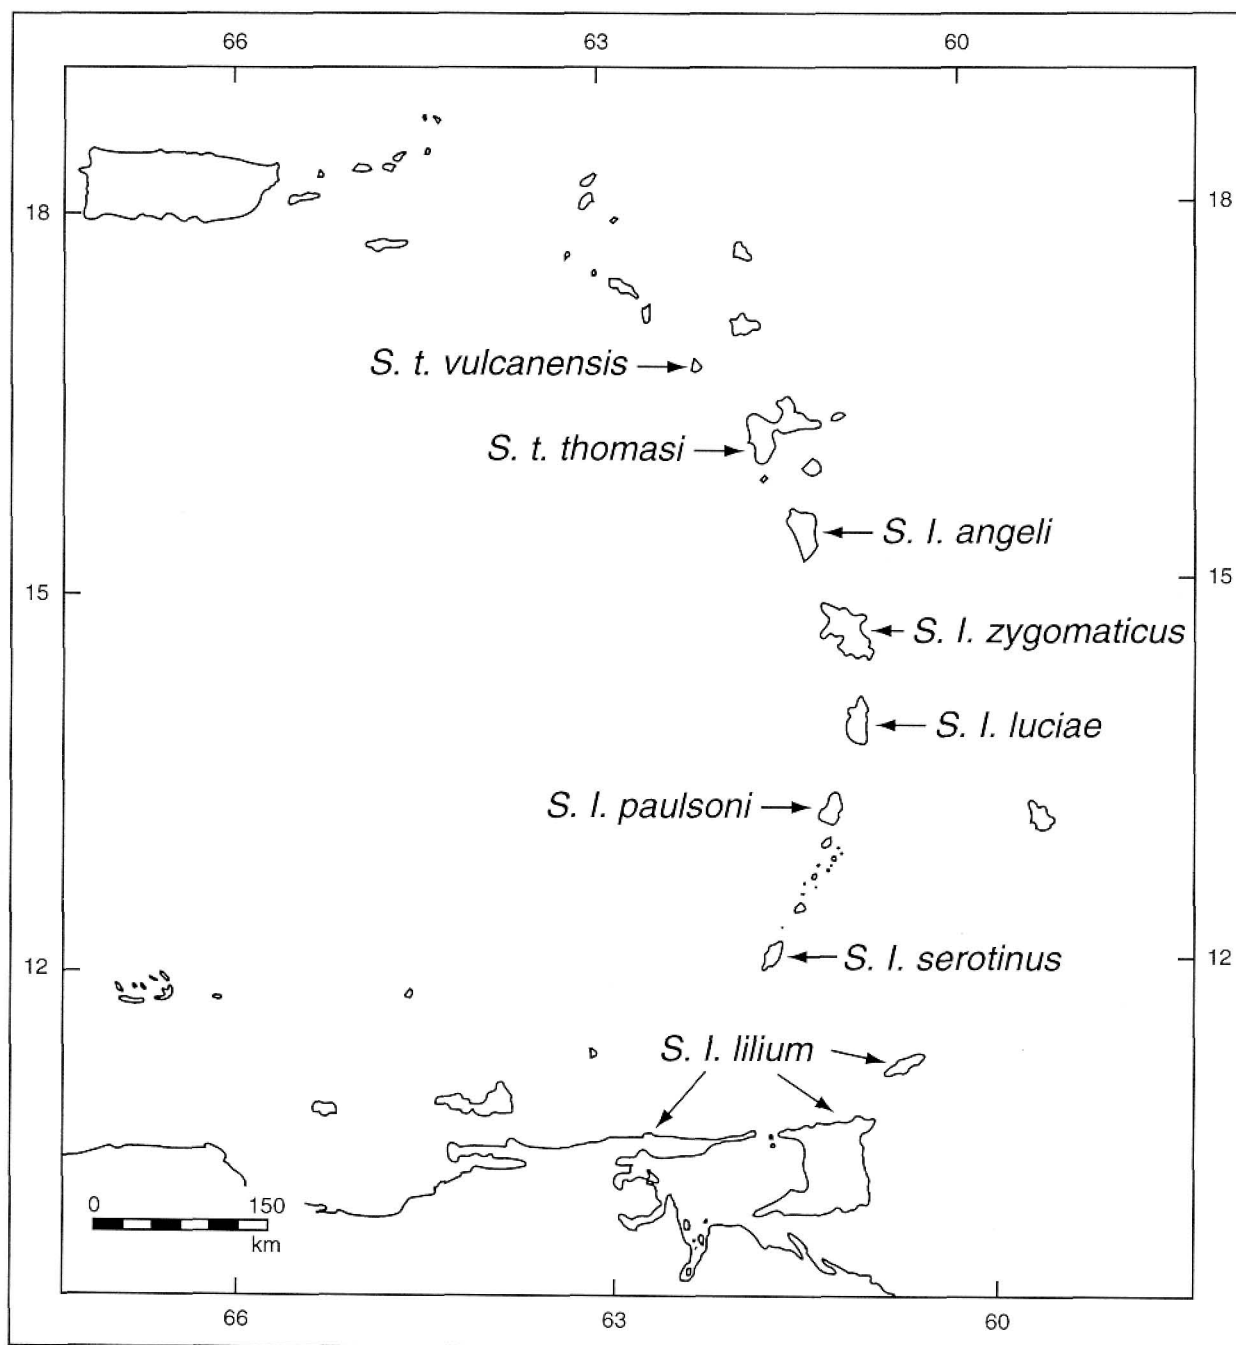 66 63 60
18 18
S. t. vulcanensis
S. t. thomasi
S. l. angeli
15 15
S. l. zygomaticus
S. l. luciae
S. l. paulsoni
S. l. serotinus
12 12
S. l. lilium
0 150
km
66 63 60